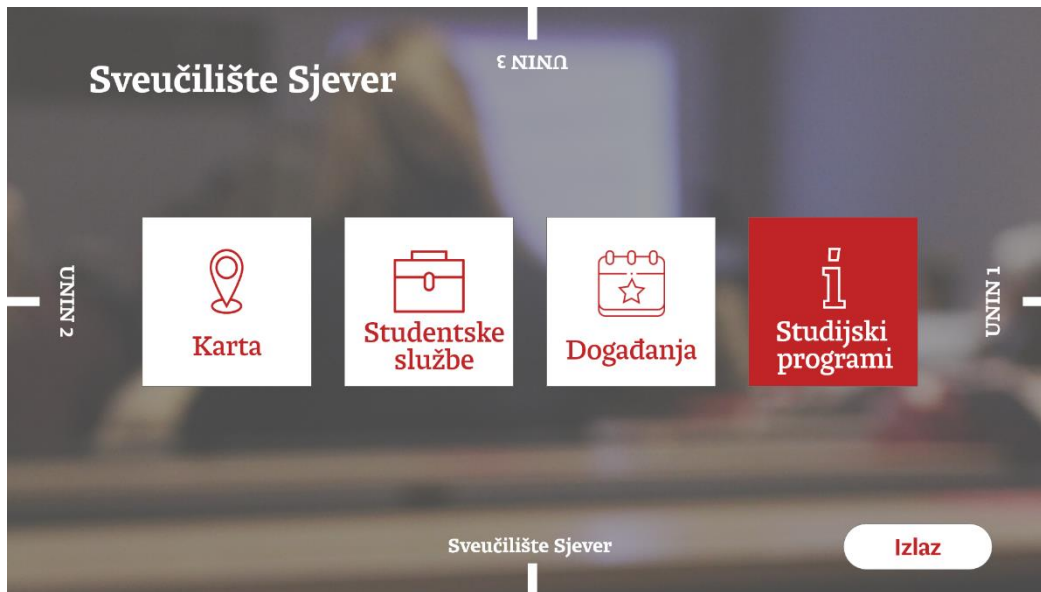 Sveučilište Sjever
UNIN 3
UNIN 2
UNIN 1
Karta
Studentske
službe
Događanja
Studijski
programi
Sveučilište Sjever
Izlaz